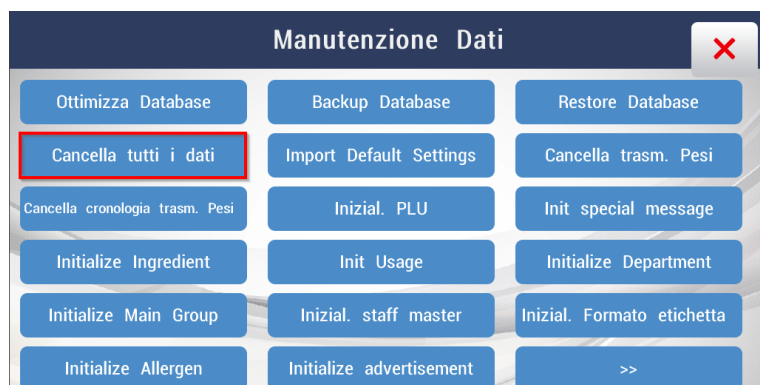 Manutenzione Dati
Ottimizza Database
Backup Database
Restore Database
Cancella tutti i dati
Import Default Settings
Cancella trasm. Pesi
Cancella cronologia trasm. Pesi
Inizial. PLU
Init special message
Initialize Ingredient
Init Usage
Initialize Department
Initialize Main Group
Inizial. staff master
Inizial. Formato etichetta
Initialize Allergen
Initialize advertisement
>>